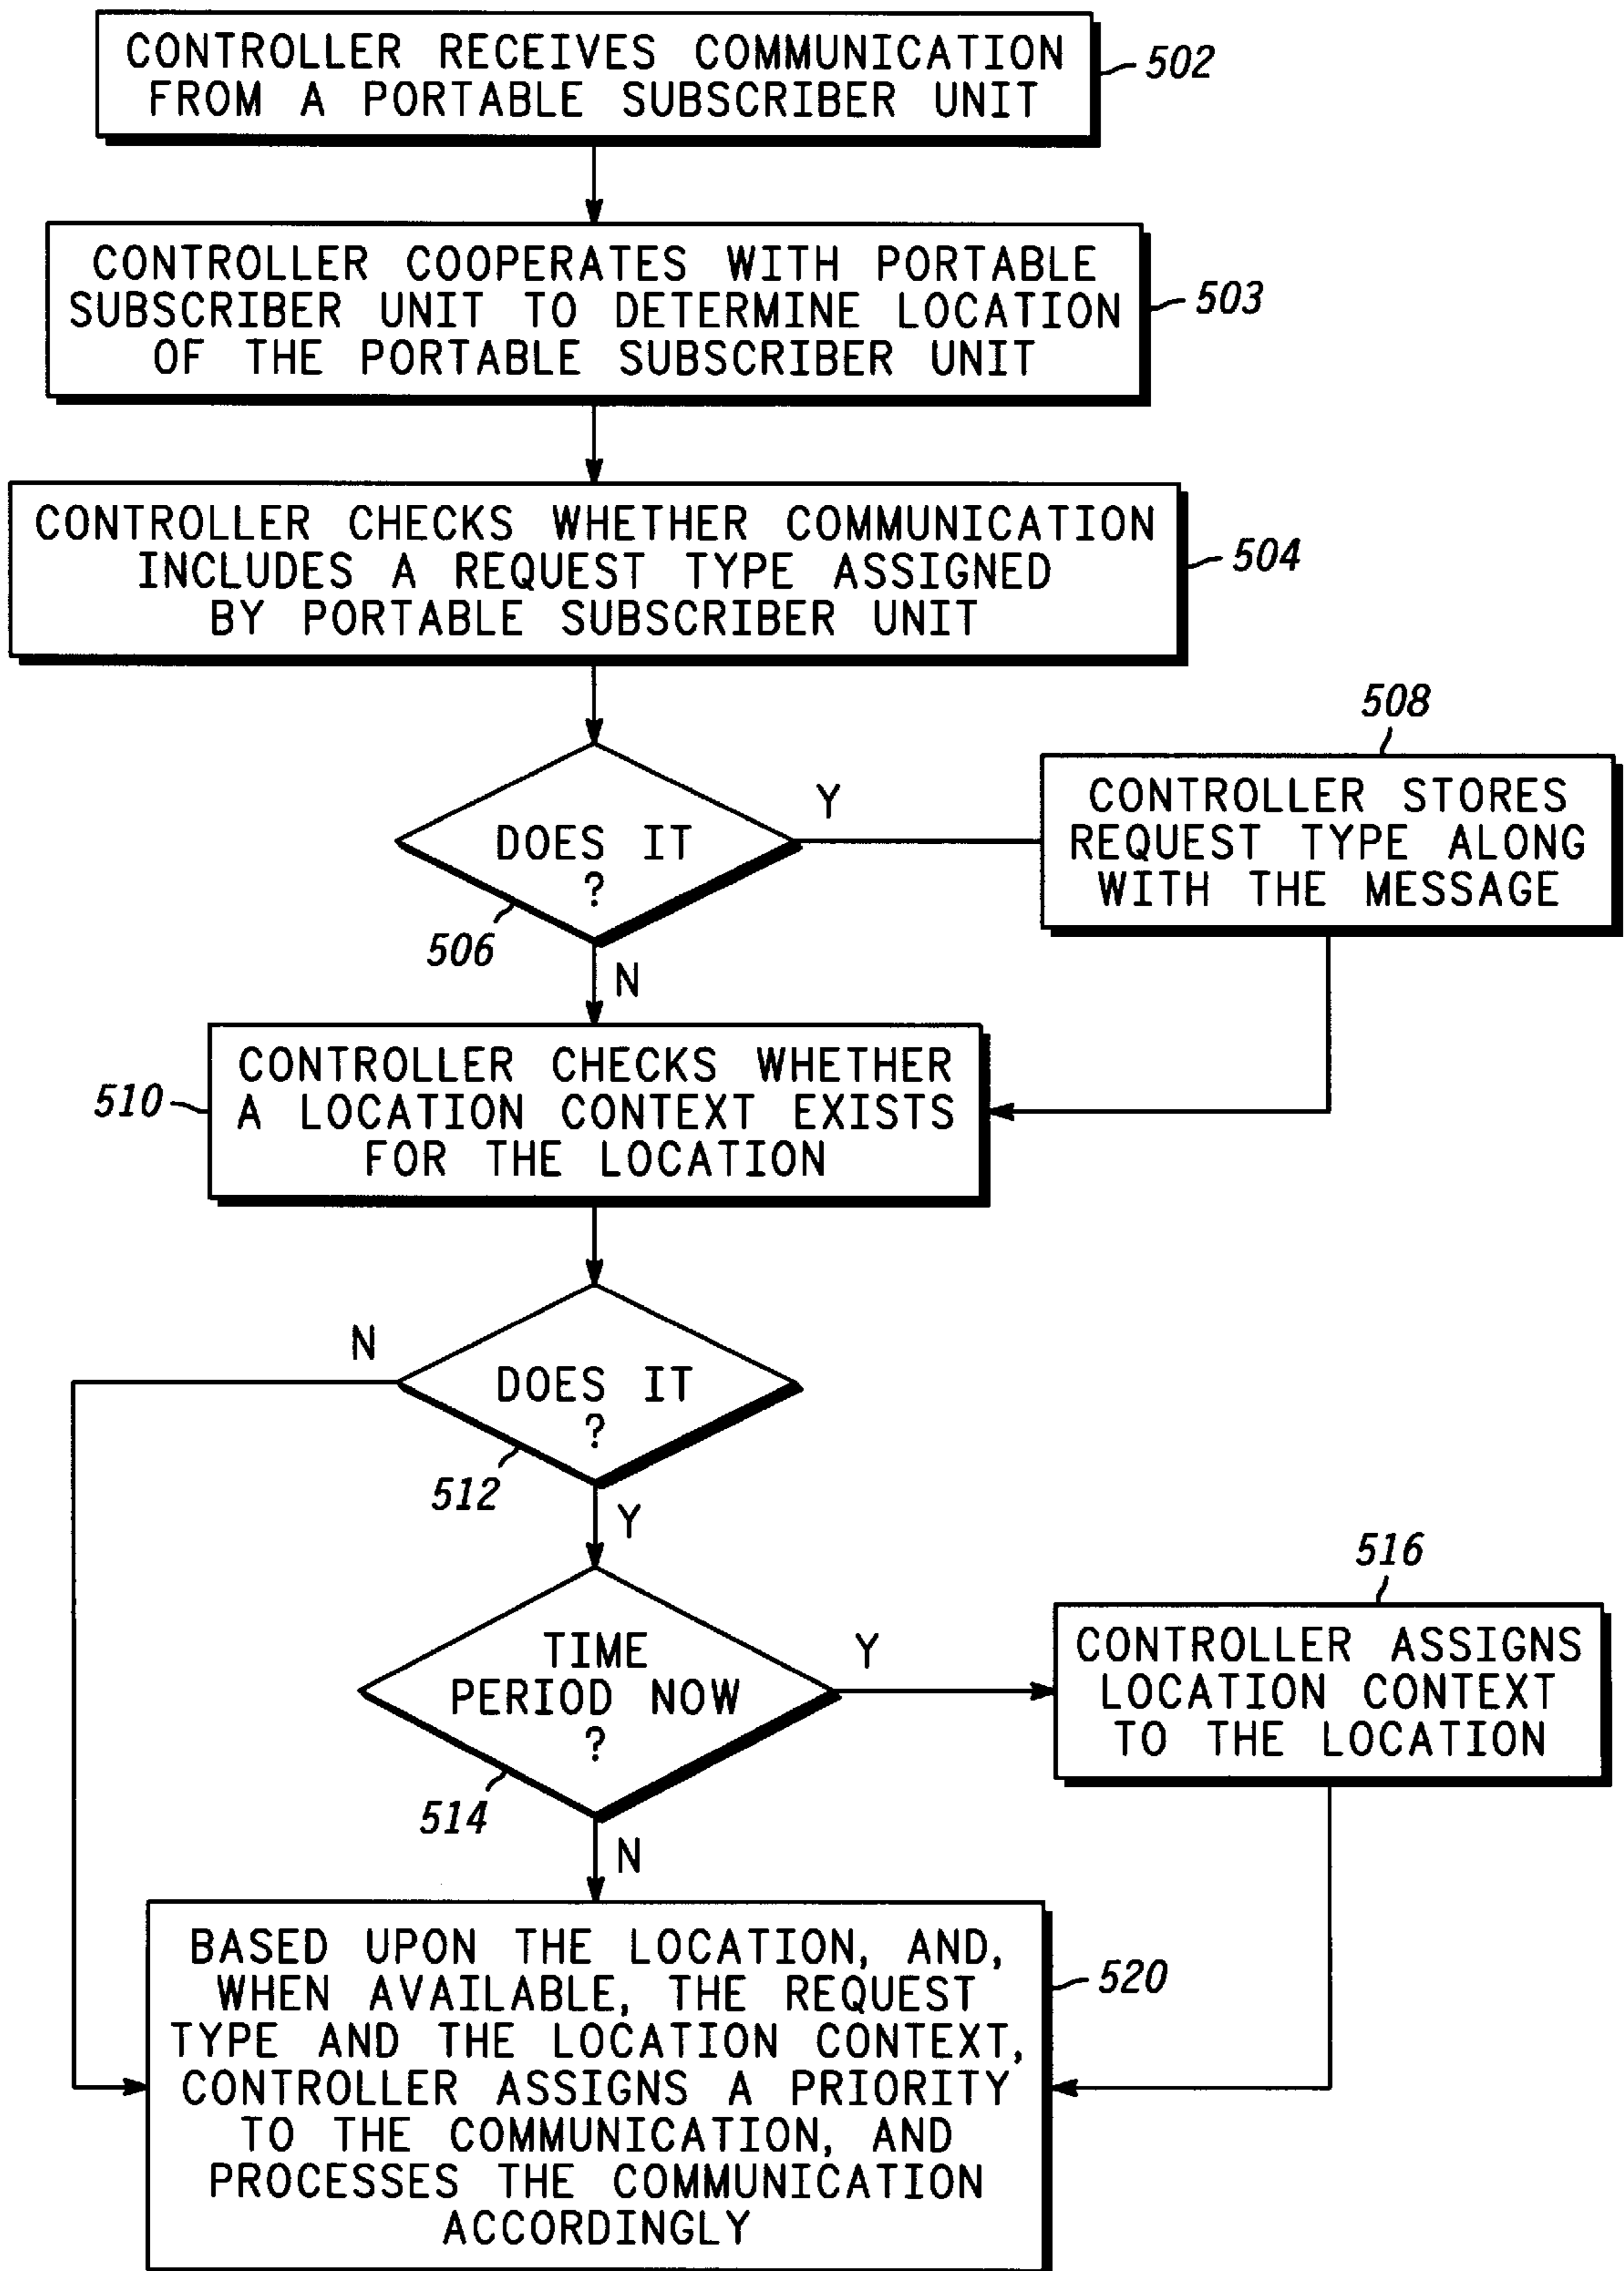 CONTROLLER RECEIVES COMMUNICATION
FROM A PORTABLE SUBSCRIBER UNIT
502
CONTROLLER COOPERATES WITH PORTABLE
SUBSCRIBER UNIT TO DETERMINE LOCATION
OF THE PORTABLE SUBSCRIBER UNIT
503
CONTROLLER CHECKS WHETHER COMMUNICATION
INCLUDES A REQUEST TYPE ASSIGNED
BY PORTABLE SUBSCRIBER UNIT
504
DOES IT
?
506
Y
N
508
CONTROLLER STORES
REQUEST TYPE ALONG
WITH THE MESSAGE
510
CONTROLLER CHECKS WHETHER
A LOCATION CONTEXT EXISTS
FOR THE LOCATION
N
DOES IT
?
512
Y
TIME
PERIOD NOW
?
514
Y
N
516
CONTROLLER ASSIGNS
LOCATION CONTEXT
TO THE LOCATION
BASED UPON THE LOCATION, AND,
WHEN AVAILABLE, THE REQUEST
TYPE AND THE LOCATION CONTEXT,
CONTROLLER ASSIGNS A PRIORITY
TO THE COMMUNICATION, AND
PROCESSES THE COMMUNICATION
ACCORDINGLY
520